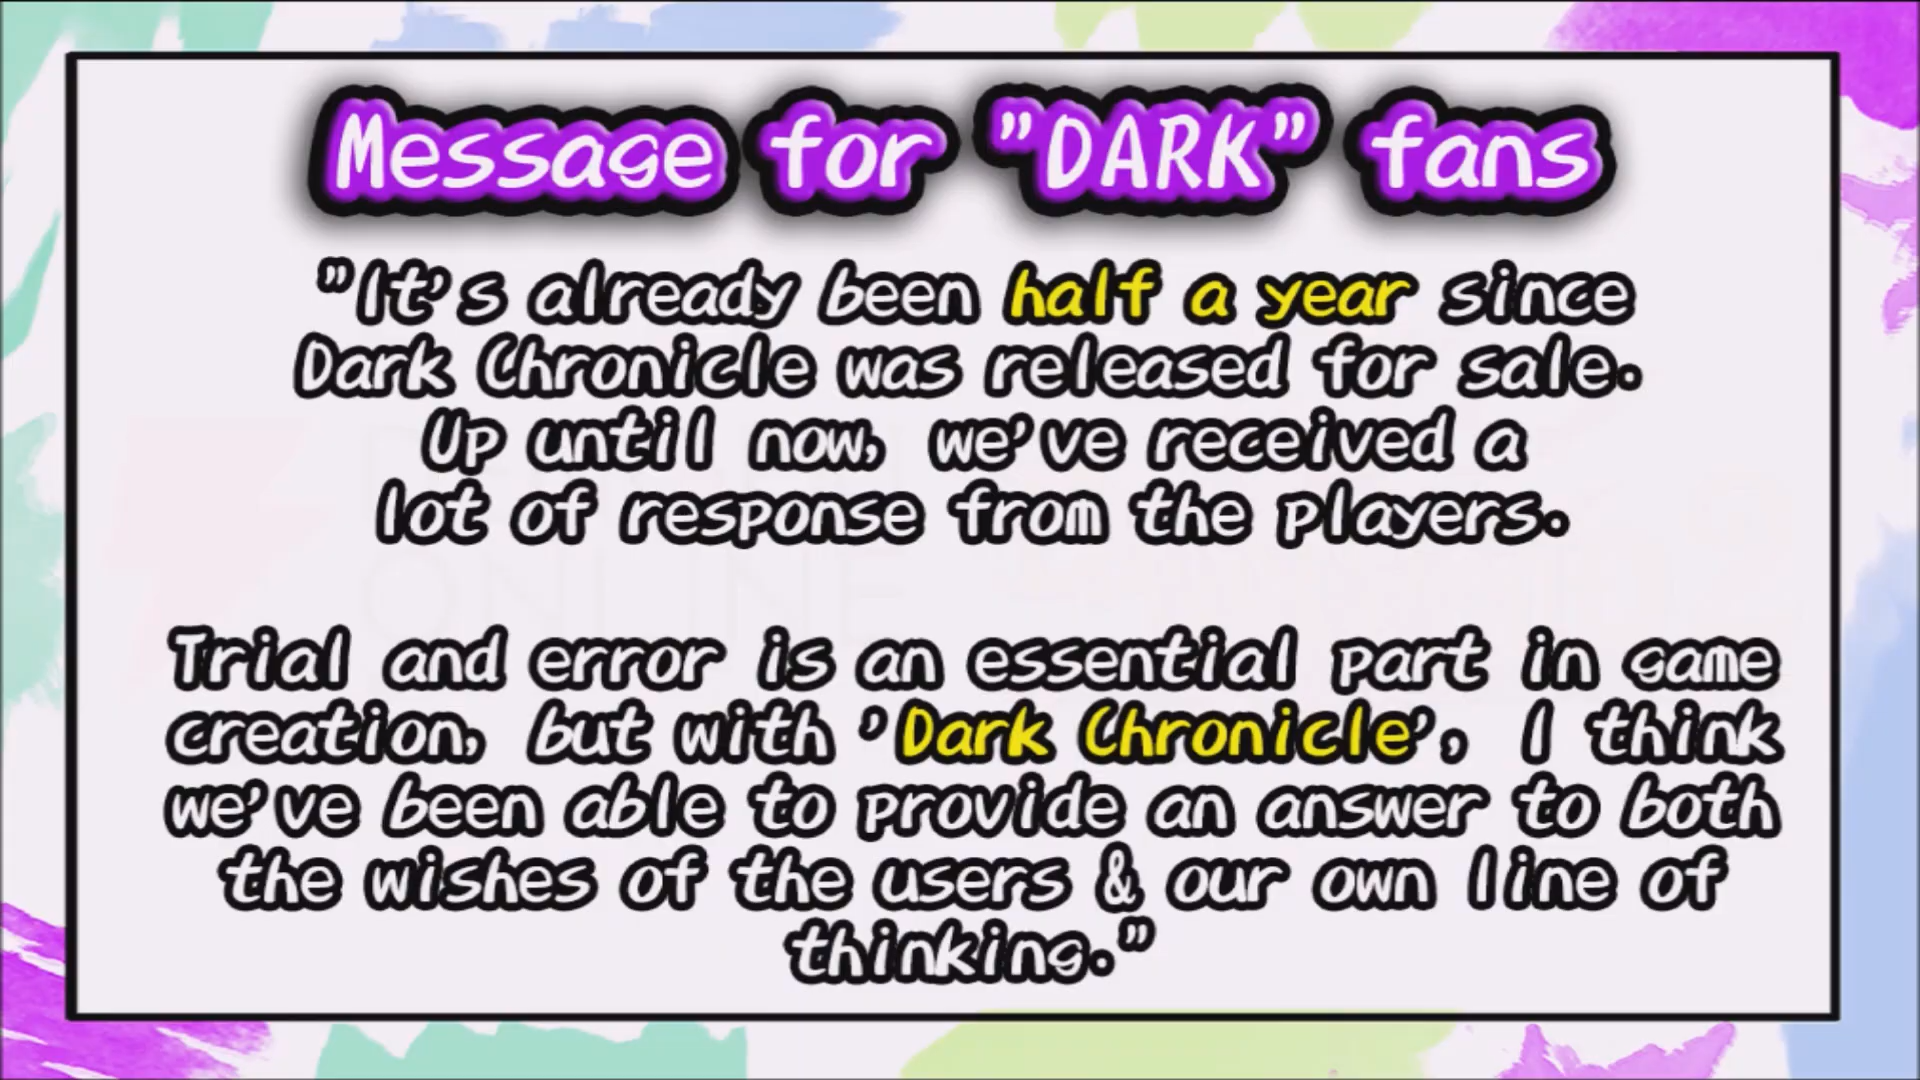 Message for "DARK" fans
"It's already been half a year since
Dark Chronicle was released for sale.
Up until now, we've received a
lot of response from the players.
Trial and error is an essential part in game
creation, but with 'Dark Chronicle', I think
we've been able to provide an answer to both
the wishes of the users & our own line of
thinking."